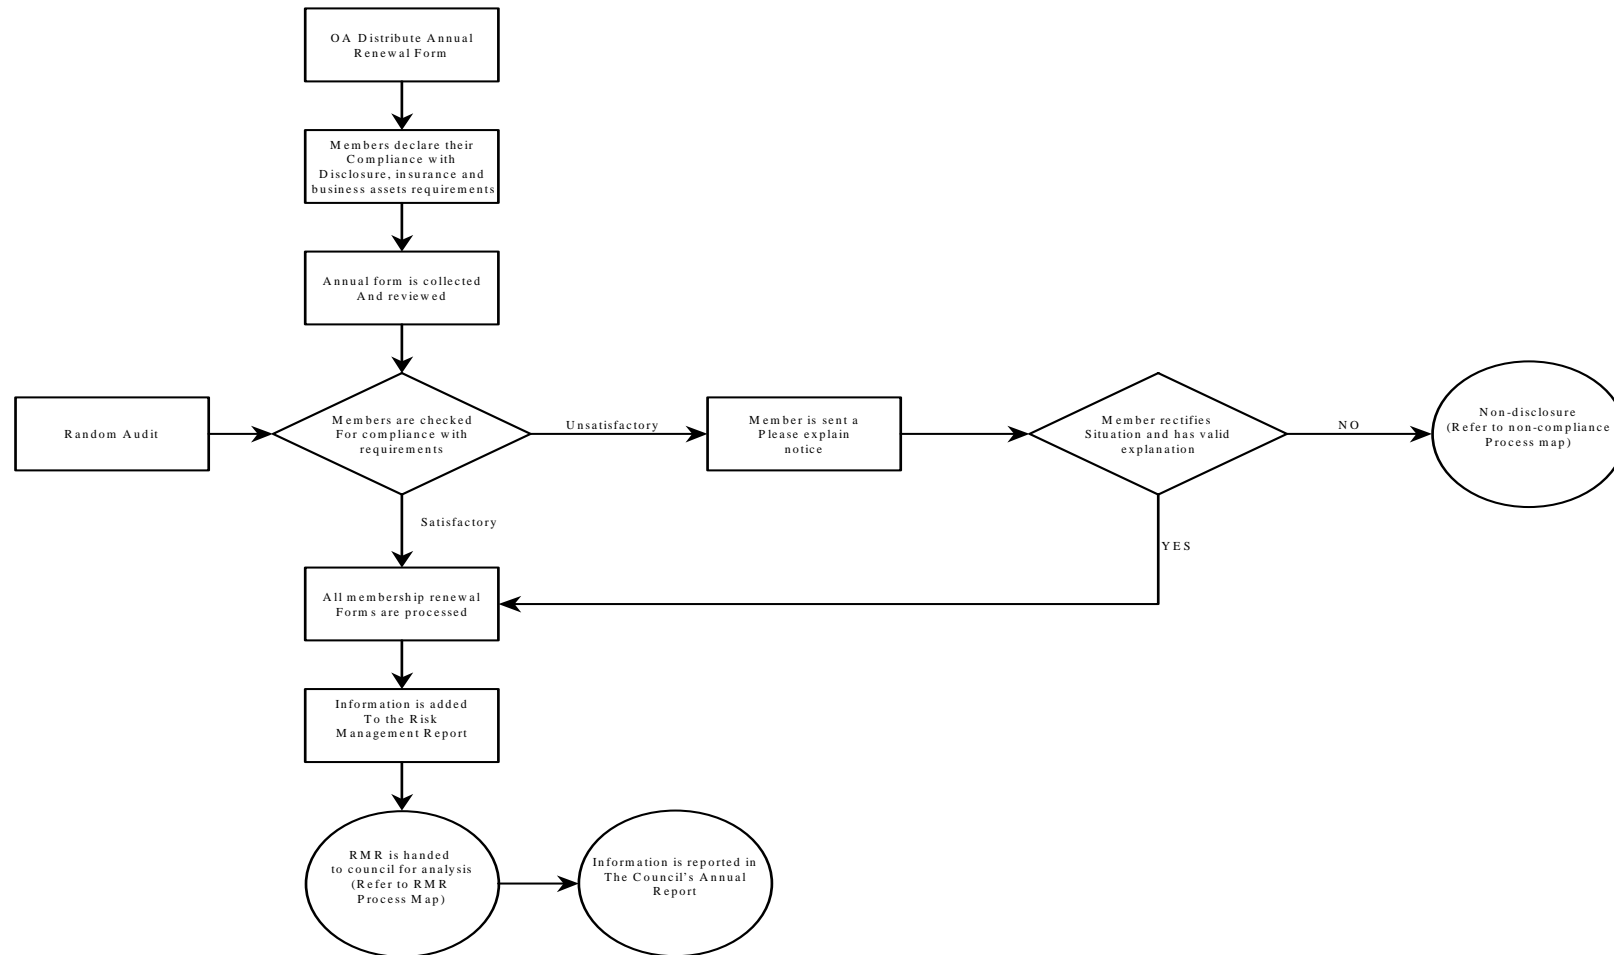 OA Distribute Annual
Renewal Form
Members declare their
Compliance with
Disclosure, insurance and
business assets requirements
Annual form is collected
And reviewed
Random Audit
Members are checked
For compliance with
requirements
Unsatisfactory
Member is sent a
Please explain
notice
Member rectifies
Situation and has valid
explanation
NO
Non-disclosure
(Refer to non-compliance
Process map)
Satisfactory
YES
All membership renewal
Forms are processed
Information is added
To the Risk
Management Report
RMR is handed
to council for analysis
(Refer to RMR
Process Map)
Information is reported in
The Council's Annual
Report